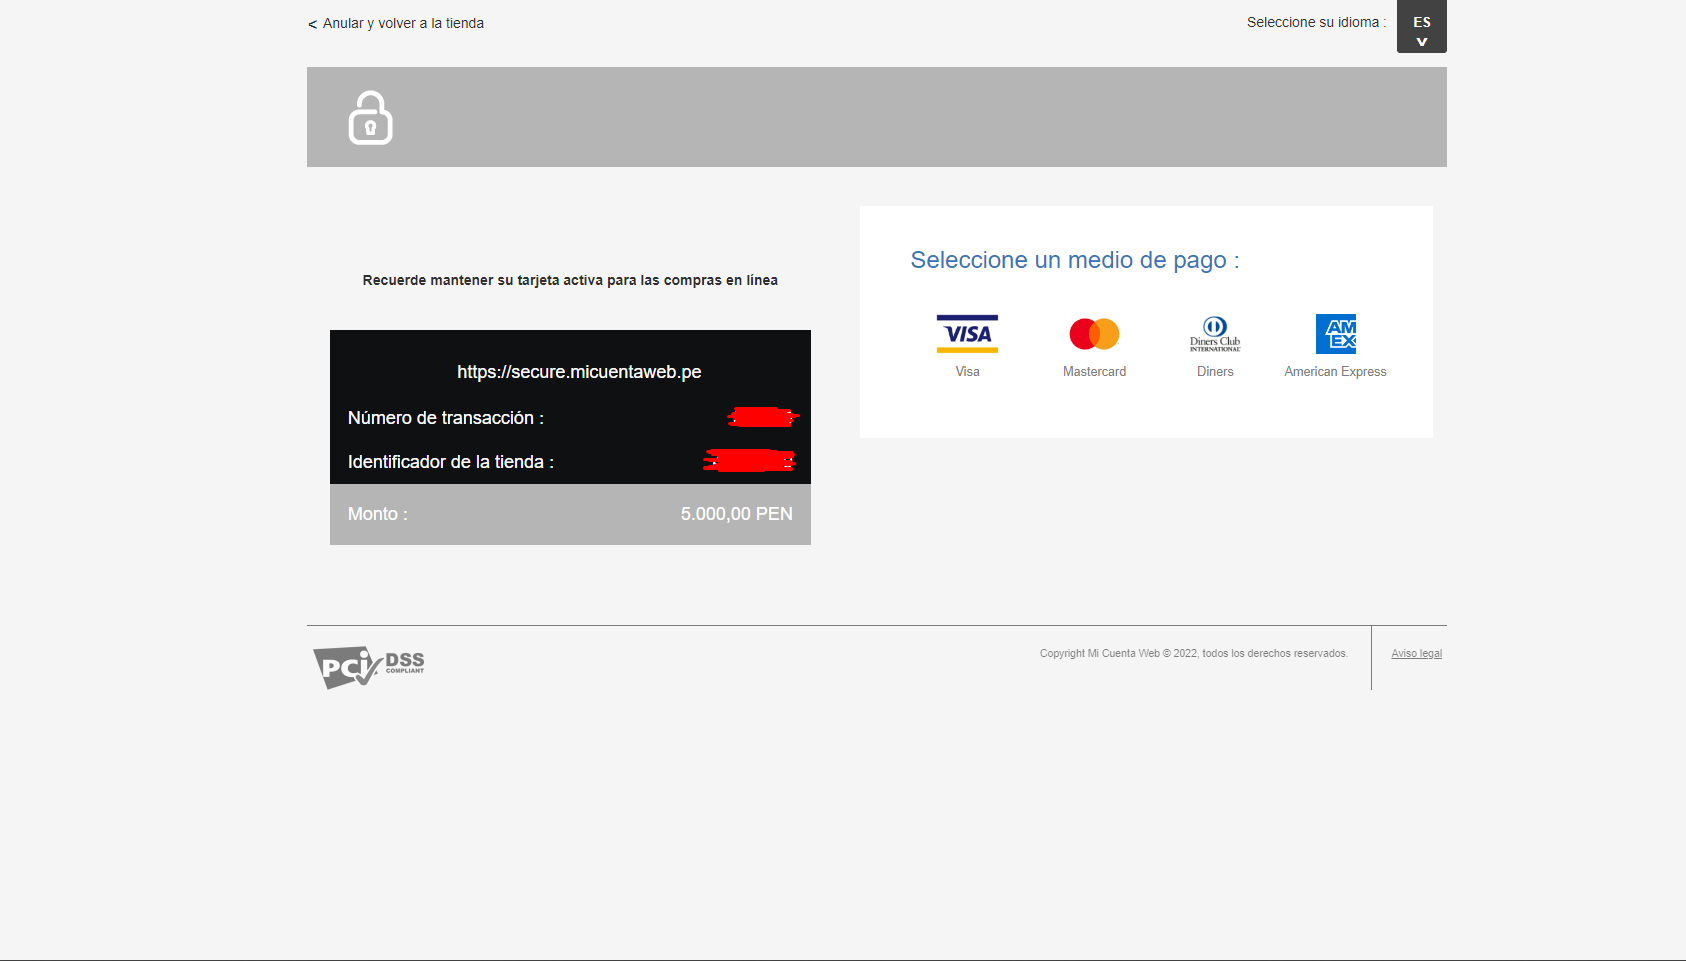 < Anular y volver a la tienda
Seleccione su idioma :
ES
Recuerde mantener su tarjeta activa para las compras en línea
https://secure.micuentaweb.pe
Número de transacción :
Identificador de la tienda :
Monto : 5.000,00 PEN
Seleccione un medio de pago :
VISA
Diners Club
INTERNATIONAL
AM
EX
Visa
Mastercard
Diners
American Express
PCi DSS
COMPLIANT
Copyright Mi Cuenta Web © 2022, todos los derechos reservados.
Aviso legal